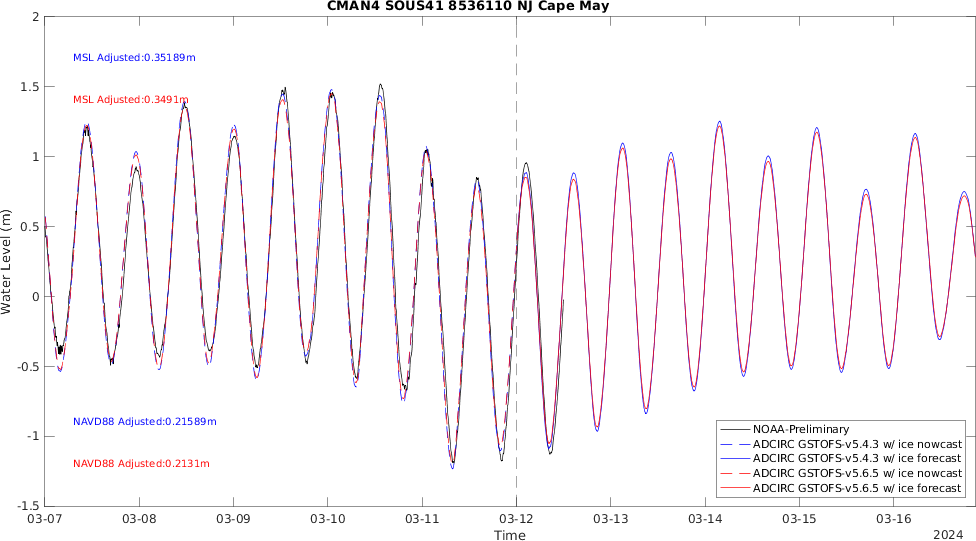 CMAN4 SOUS41 8536110 NJ Cape May
2
MSL Adjusted:0.35189m
1.5
MSL Adjusted:0.3491m
1
0.5
Water Level (m)
0
-0.5
NAVD88 Adjusted:0.21589m
-1
NAVD88 Adjusted:0.2131m
-1.5
NOAA-Preliminary
ADCIRC GSTOFS-v5.4.3 w/ ice nowcast
ADCIRC GSTOFS-v5.4.3 w/ ice forecast
ADCIRC GSTOFS-v5.6.5 w/ ice nowcast
ADCIRC GSTOFS-v5.6.5 w/ ice forecast
03-07 03-08 03-09 03-10 03-11 03-12 03-13 03-14 03-15 03-16
Time
2024